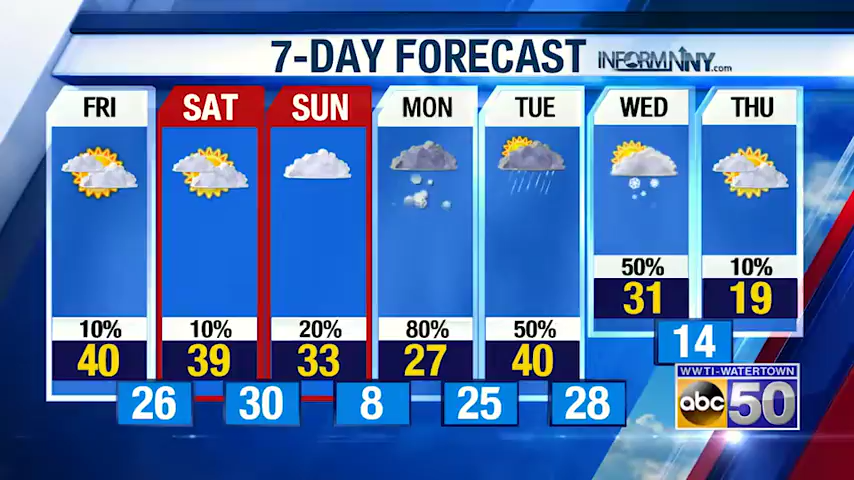 7-DAY FORECAST INFORMNNY.com
FRI SAT SUN MON TUE WED THU
50% 10%
31 19
10% 10% 20% 80% 50%
40 39 33 27 40
14
26 30 8 25 28
WWTI-WATERTOWN
abc 50